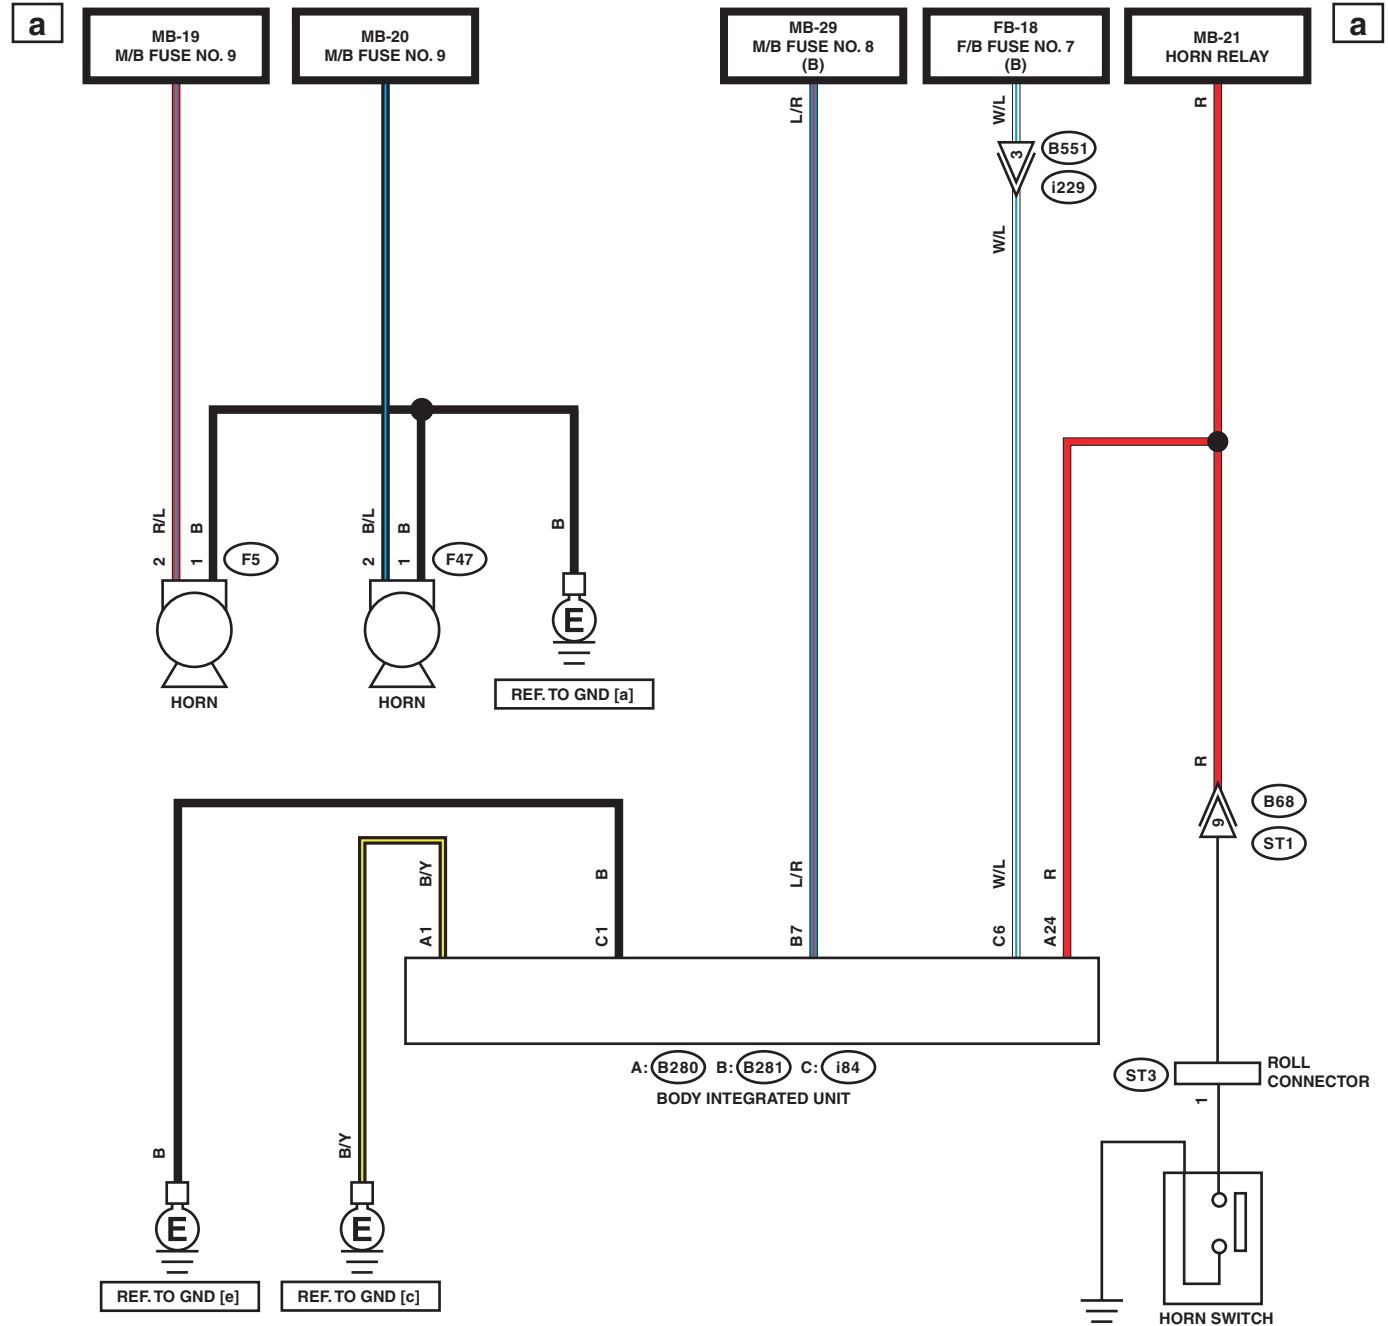 a
MB-19
M/B FUSE NO. 9
MB-20
M/B FUSE NO. 9
MB-29
M/B FUSE NO. 8
(B)
FB-18
F/B FUSE NO. 7
(B)
MB-21
HORN RELAY
a
L/R
W/L
R
3
B551
i229
W/L
R/L
B
B/L
B
B
2
1
F5
2
1
F47
E
HORN
HORN
REF. TO GND [a]
R
B68
9
ST1
B/Y
B
L/R
W/L
R
A1
C1
B7
C6
A24
A: B280 B: B281 C: i84
BODY INTEGRATED UNIT
ST3
ROLL
CONNECTOR
1
B
B/Y
E
E
REF. TO GND [e]
REF. TO GND [c]
HORN SWITCH